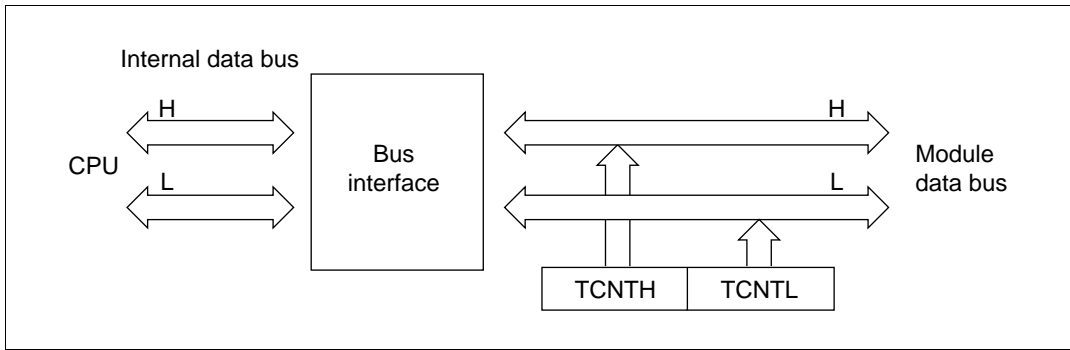 Internal data bus
H
H
CPU
Bus
interface
Module
data bus
L
L
TCNTH
TCNTL